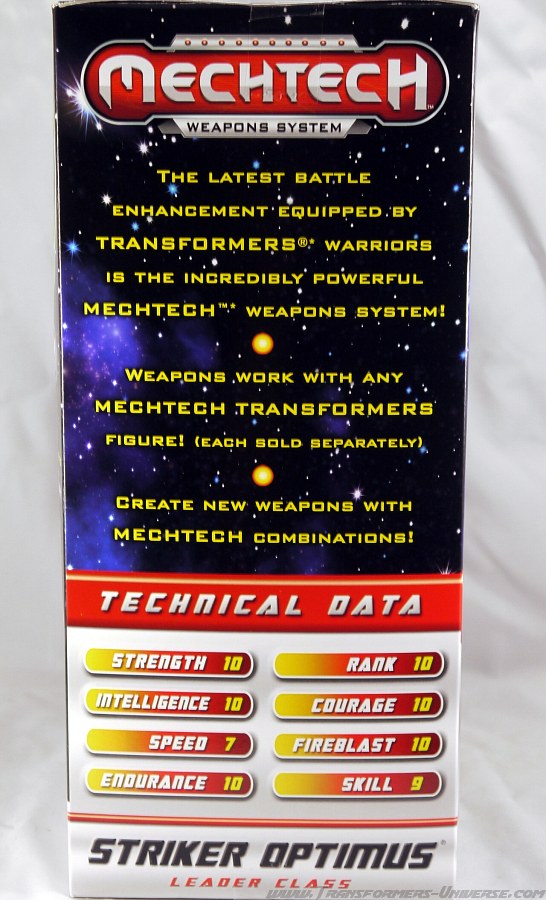 MECHTECH™
WEAPONS SYSTEM
THE LATEST BATTLE
ENHANCEMENT EQUIPPED BY
TRANSFORMERS®* WARRIORS
IS THE INCREDIBLY POWERFUL
MECHTECH™* WEAPONS SYSTEM!
WEAPONS WORK WITH ANY
MECHTECH TRANSFORMERS
FIGURE! (EACH SOLD SEPARATELY)
CREATE NEW WEAPONS WITH
MECHTECH COMBINATIONS!
TECHNICAL DATA
STRENGTH 10 RANK 10
INTELLIGENCE 10 COURAGE 10
SPEED 7 FIREBLAST 10
ENDURANCE 10 SKILL 9
STRIKER OPTIMUS®
LEADER CLASS
www.Transformers-Universe.com